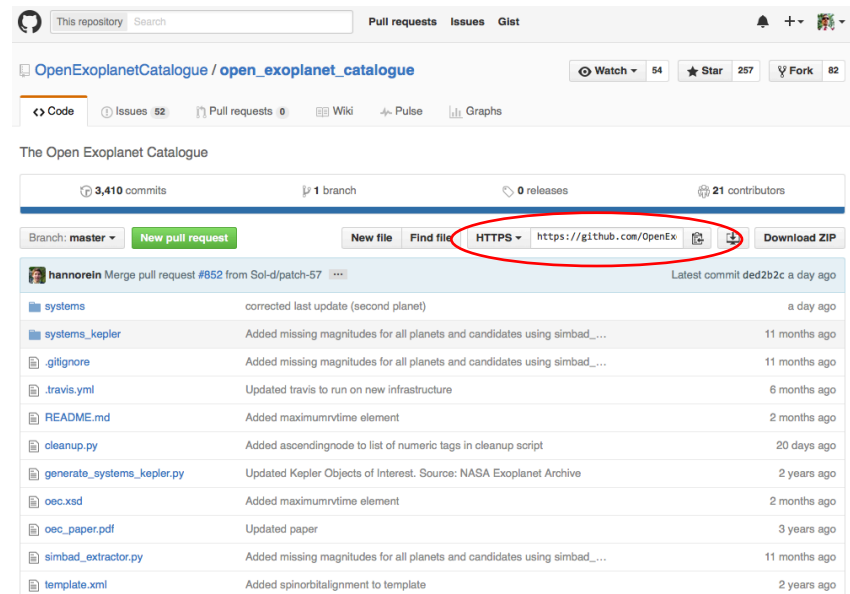 This repository Search Pull requests Issues Gist
OpenExoplanetCatalogue / open_exoplanet_catalogue Watch 54 Star 257 Fork 82
Code Issues 52 Pull requests 0 Wiki Pulse Graphs
The Open Exoplanet Catalogue
3,410 commits 1 branch 0 releases 21 contributors
Branch: master New pull request New file Find file HTTPS https://github.com/OpenEx Download ZIP
hannorein Merge pull request #852 from Sol-d/patch-57 ... Latest commit ded2b2c a day ago
systems corrected last update (second planet) a day ago
systems_kepler Added missing magnitudes for all planets and candidates using simbad_... 11 months ago
.gitignore Added missing magnitudes for all planets and candidates using simbad_... 11 months ago
.travis.yml Updated travis to run on new infrastructure 6 months ago
README.md Added maximumrvtime element 2 months ago
cleanup.py Added ascendingnode to list of numeric tags in cleanup script 20 days ago
generate_systems_kepler.py Updated Kepler Objects of Interest. Source: NASA Exoplanet Archive 2 years ago
oec.xsd Added maximumrvtime element 2 months ago
oec_paper.pdf Updated paper 3 years ago
simbad_extractor.py Added missing magnitudes for all planets and candidates using simbad_... 11 months ago
template.xml Added spinorbitalignment to template 2 years ago